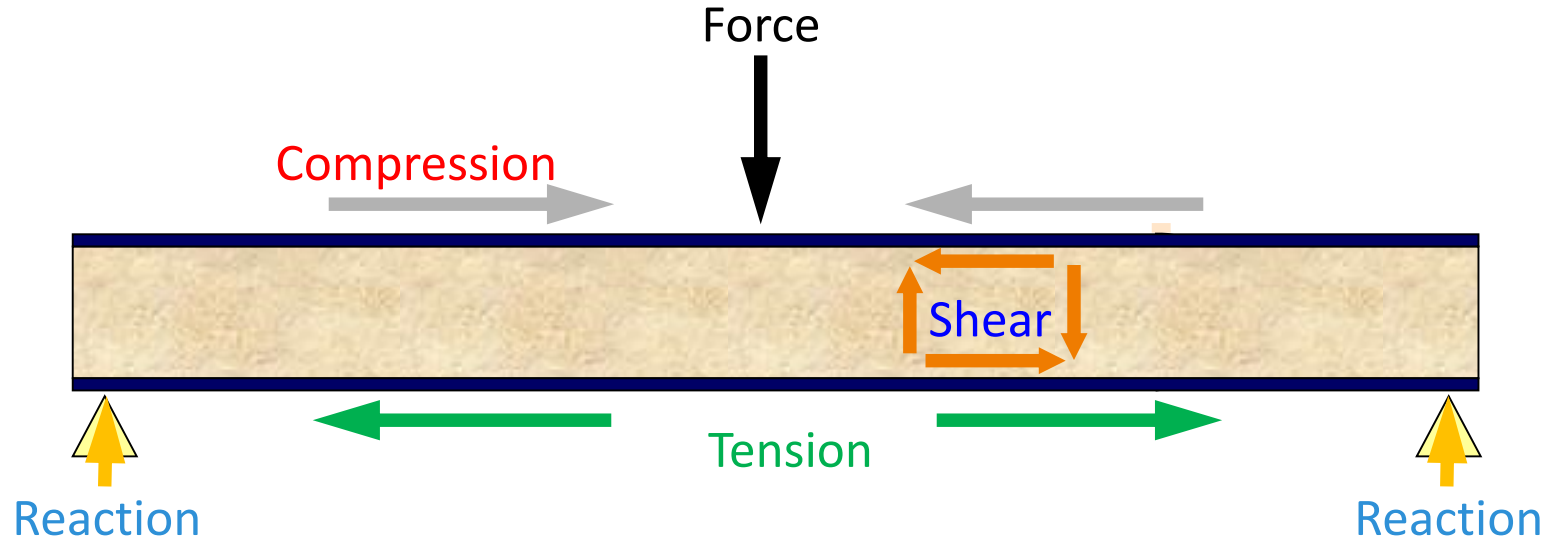 Force
Compression
Shear
Tension
Reaction
Reaction